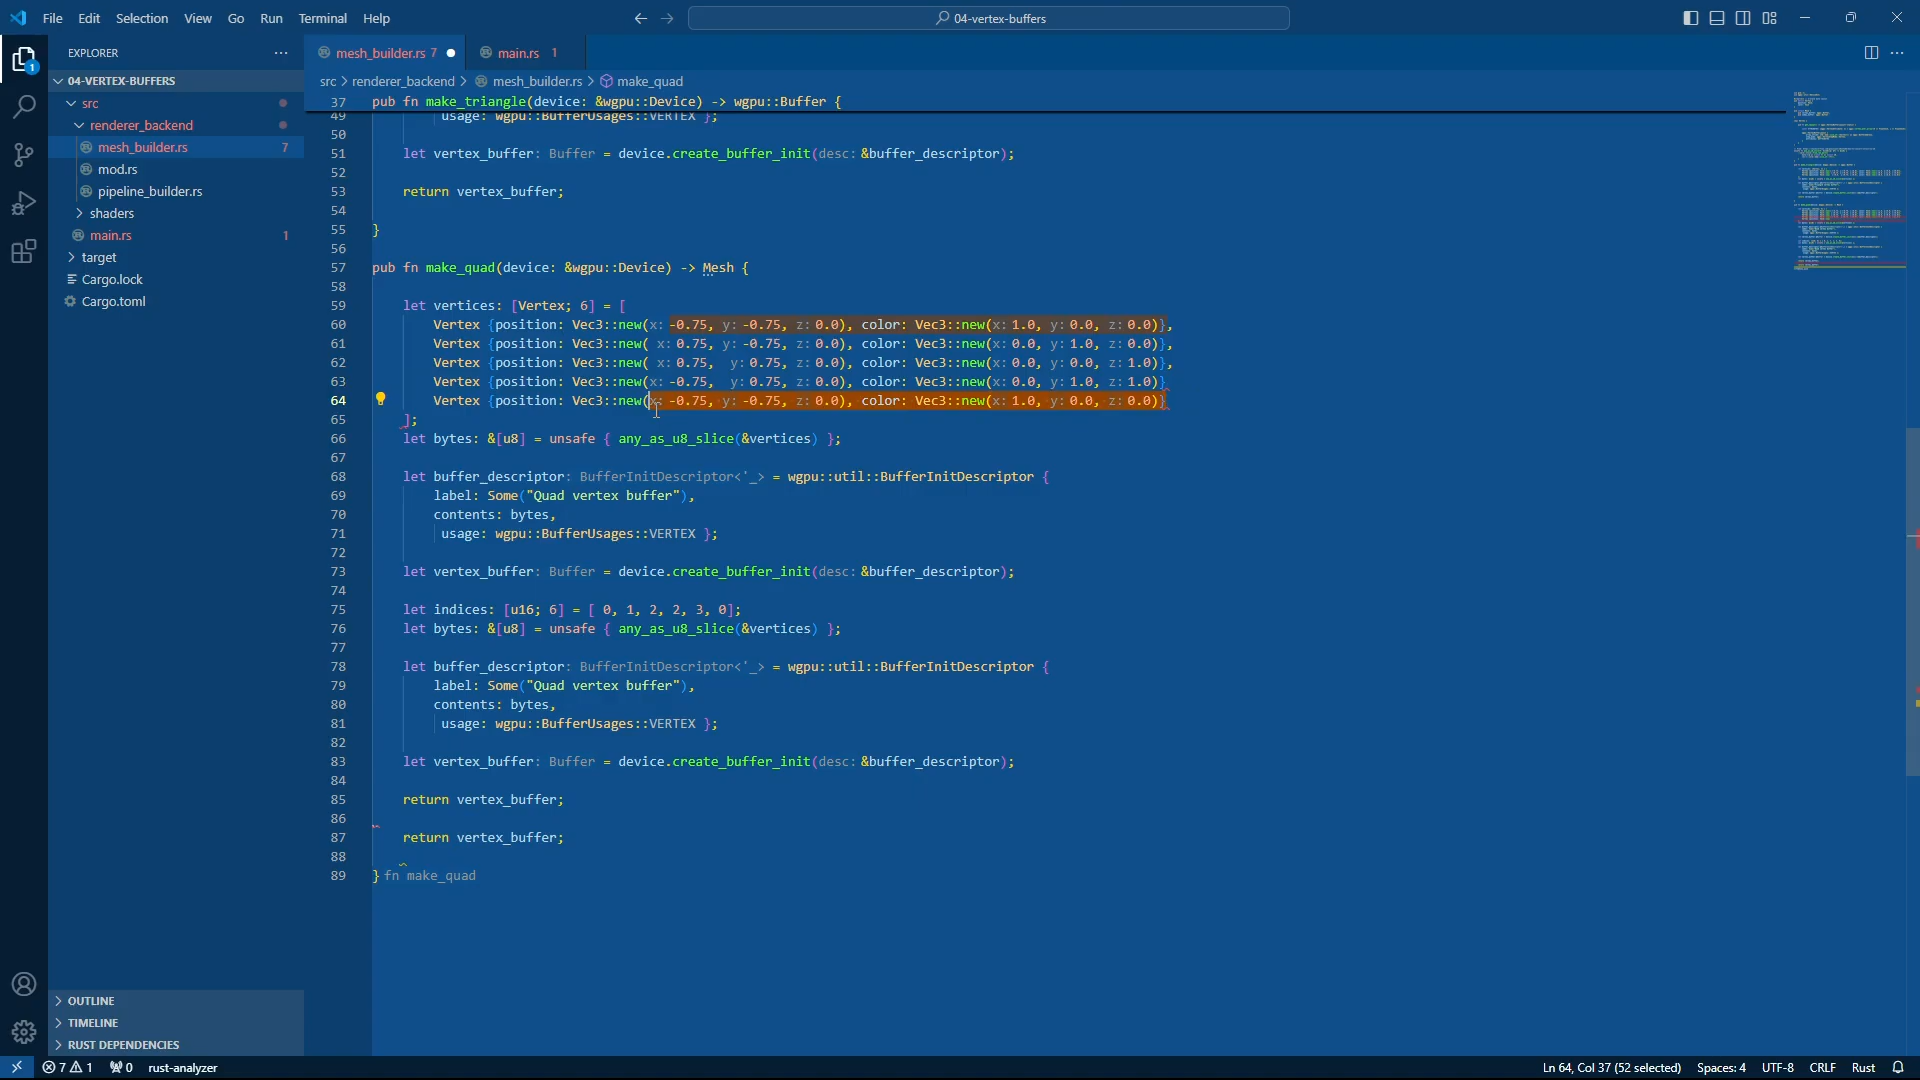 File Edit Selection View Go Run Terminal Help
04-vertex-buffers
EXPLORER
04-VERTEX-BUFFERS
src
renderer_backend
mesh_builder.rs 7
mod.rs
pipeline_builder.rs
shaders
main.rs 1
target
Cargo.lock
Cargo.toml
OUTLINE
TIMELINE
RUST DEPENDENCIES
mesh_builder.rs 7
main.rs 1
src > renderer_backend > mesh_builder.rs > make_quad
37 pub fn make_triangle(device: &wgpu::Device) -> wgpu::Buffer {
49 usage: wgpu::BufferUsages::VERTEX };
50
51 let vertex_buffer: Buffer = device.create_buffer_init(desc: &buffer_descriptor);
52
53 return vertex_buffer;
54
55 }
56
57 pub fn make_quad(device: &wgpu::Device) -> Mesh {
58
59 let vertices: [Vertex; 6] = [
60 Vertex {position: Vec3::new(x: -0.75, y: -0.75, z: 0.0), color: Vec3::new(x: 1.0, y: 0.0, z: 0.0)},
61 Vertex {position: Vec3::new( x: 0.75, y: -0.75, z: 0.0), color: Vec3::new(x: 0.0, y: 1.0, z: 0.0)},
62 Vertex {position: Vec3::new( x: 0.75, y: 0.75, z: 0.0), color: Vec3::new(x: 0.0, y: 0.0, z: 1.0)},
63 Vertex {position: Vec3::new(x: -0.75, y: 0.75, z: 0.0), color: Vec3::new(x: 0.0, y: 1.0, z: 1.0)}
64 Vertex {position: Vec3::new(x: -0.75, y: -0.75, z: 0.0), color: Vec3::new(x: 1.0, y: 0.0, z: 0.0)}
65 ];
66 let bytes: &[u8] = unsafe { any_as_u8_slice(&vertices) };
67
68 let buffer_descriptor: BufferInitDescriptor<'_> = wgpu::util::BufferInitDescriptor {
69 label: Some("Quad vertex buffer"),
70 contents: bytes,
71 usage: wgpu::BufferUsages::VERTEX };
72
73 let vertex_buffer: Buffer = device.create_buffer_init(desc: &buffer_descriptor);
74
75 let indices: [u16; 6] = [ 0, 1, 2, 2, 3, 0];
76 let bytes: &[u8] = unsafe { any_as_u8_slice(&vertices) };
77
78 let buffer_descriptor: BufferInitDescriptor<'_> = wgpu::util::BufferInitDescriptor {
79 label: Some("Quad vertex buffer"),
80 contents: bytes,
81 usage: wgpu::BufferUsages::VERTEX };
82
83 let vertex_buffer: Buffer = device.create_buffer_init(desc: &buffer_descriptor);
84
85 return vertex_buffer;
86
87 return vertex_buffer;
88
89 } fn make_quad
1
7 1 0 rust-analyzer
Ln 64, Col 37 (52 selected) Spaces: 4 UTF-8 CRLF Rust